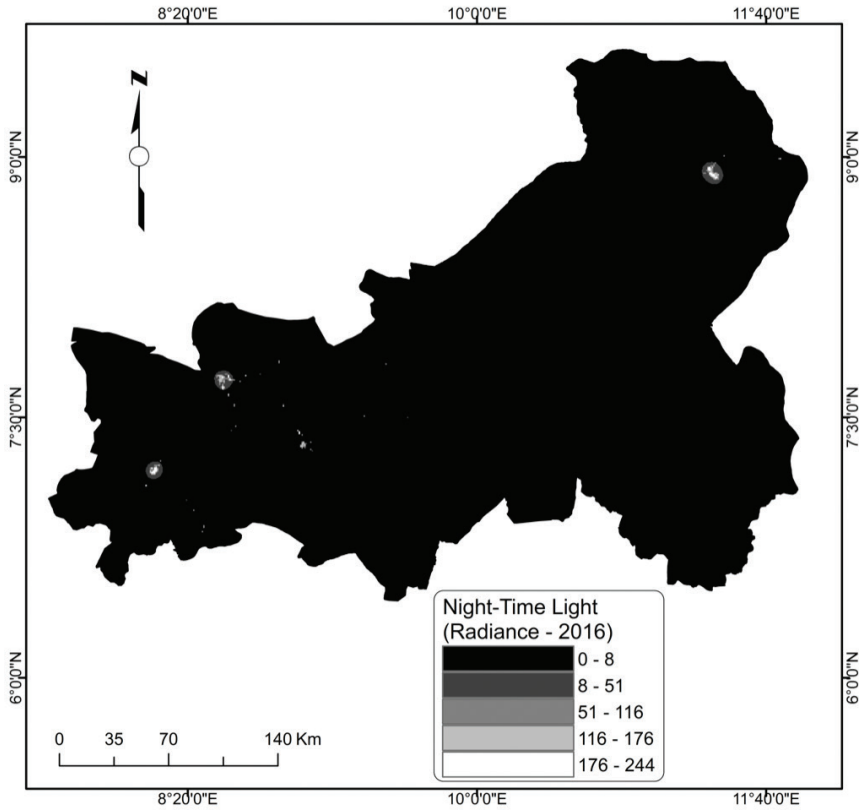 8°20'0"E 10°0'0"E 11°40'0"E
N
9°0'0"N 9°0'0"N
7°30'0"N 7°30'0"N
6°0'0"N 6°0'0"N
Night-Time Light
(Radiance - 2016)
0 - 8
8 - 51
51 - 116
116 - 176
176 - 244
0 35 70 140 Km
8°20'0"E 10°0'0"E 11°40'0"E